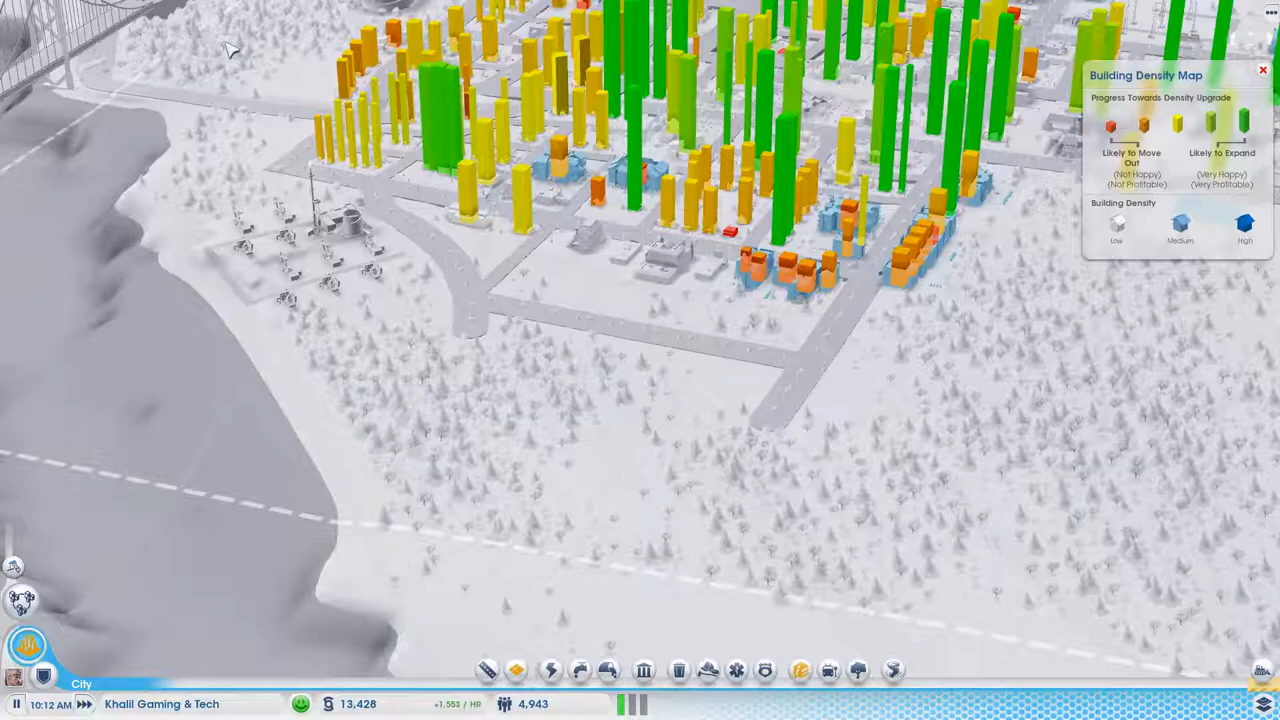 Building Density Map
Progress Towards Density Upgrade
Likely to Move Out
(Not Happy)
(Not Profitable)
Likely to Expand
(Very Happy)
(Very Profitable)
Building Density
Low
Medium
High
City
10:12 AM
Khalil Gaming & Tech
13,428
+1,553 / HR
4,943